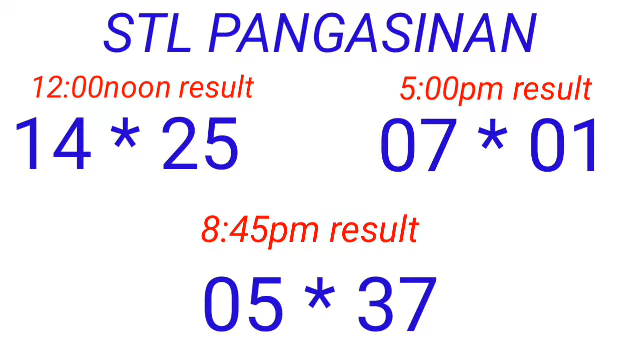 STL PANGASINAN
12:00noon result 5:00pm result
14 * 25 07 * 01
8:45pm result
05 * 37